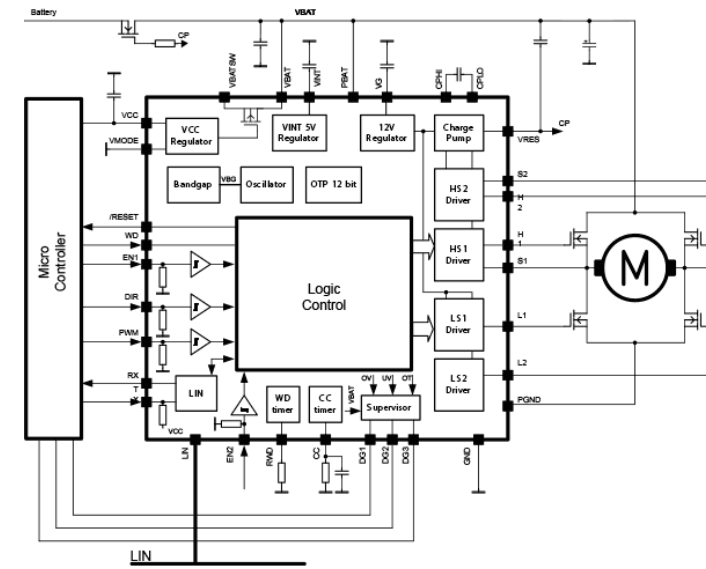 Battery
VBAT
CP
VBATSW
VBAT
VINT
PBAT
VG
CPHI
CPLO
VCC
VMODE
VCC
Regulator
VINT 5V
Regulator
12V
Regulator
Charge
Pump
VRES
CP
Bandgap
VBG
Oscillator
OTP 12 bit
HS2
Driver
S2
H
2
/RESET
WD
EN1
DIR
PWM
RX
T
X
Micro
Controller
Logic
Control
HS1
Driver
H
1
S1
M
LS1
Driver
L1
LS2
Driver
L2
PGND
LIN
VCC
WD
timer
CC
timer
VBAT
OV
UV
OT
Supervisor
LIN
EN2
RWD
CC
DG1
DG2
DG3
GND
LIN